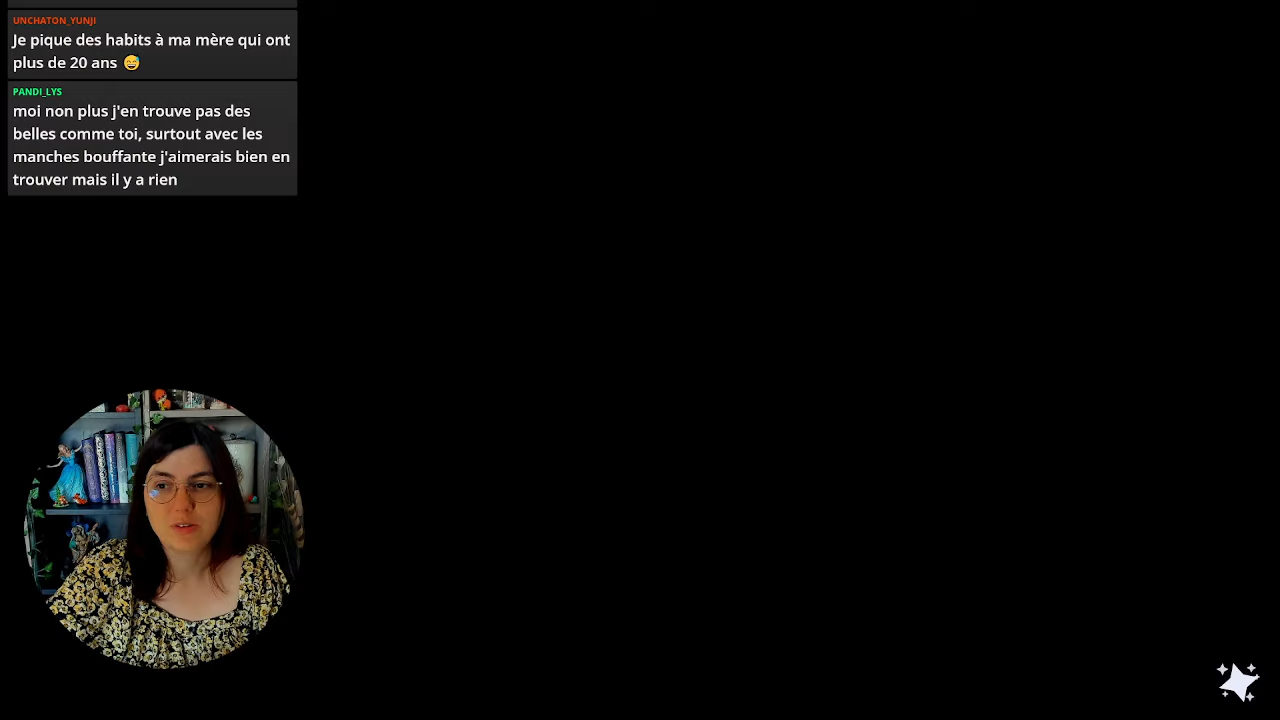 UNCHATON_YUNJI
Je pique des habits à ma mère qui ont
plus de 20 ans 😅
PANDI_LYS
moi non plus j'en trouve pas des
belles comme toi, surtout avec les
manches bouffante j'aimerais bien en
trouver mais il y a rien